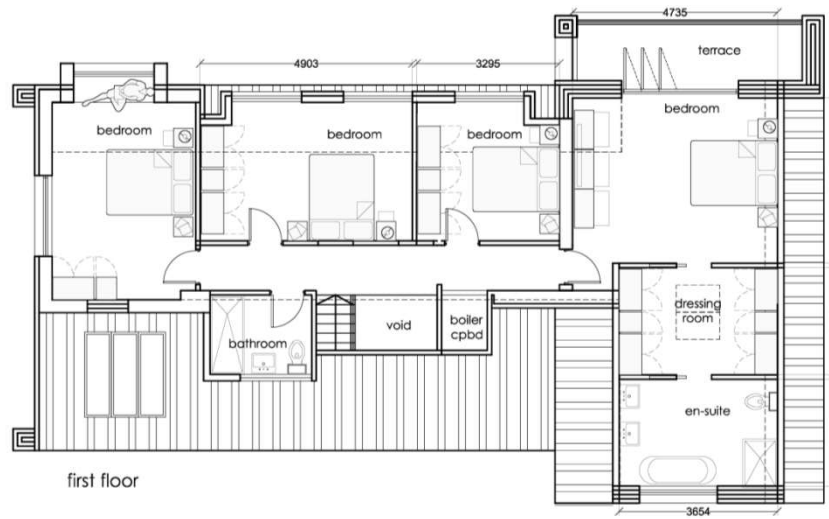 4735
terrace
4903
3295
bedroom
bedroom
bedroom
bedroom
dressing
room
void
boiler
cpbd
bathroom
en-suite
first floor
3654